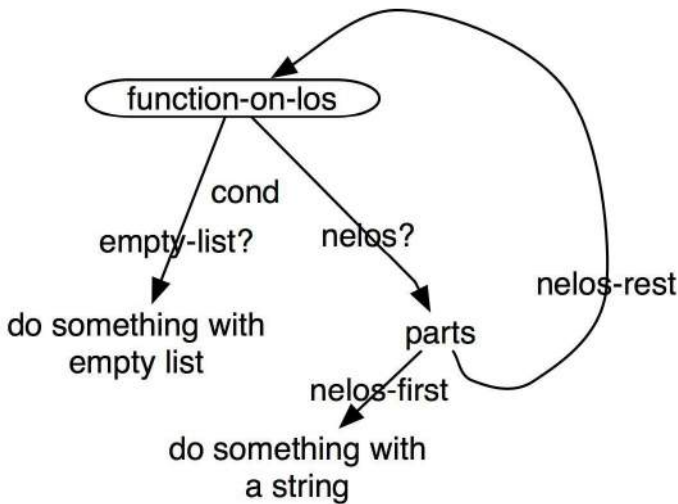 function-on-los
cond
empty-list?
nelos?
nelos-rest
do something with
empty list
parts
nelos-first
do something with
a string